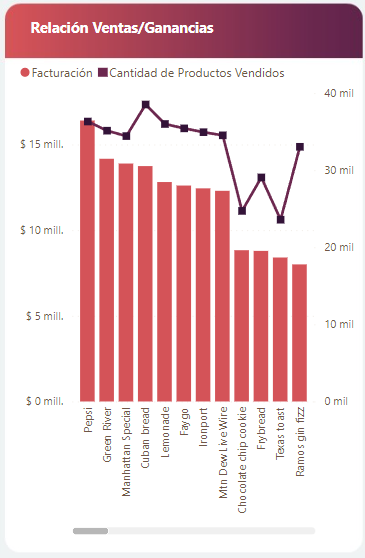 Relación Ventas/Ganancias
Facturación Cantidad de Productos Vendidos
40 mil
$ 15 mill.
30 mil
$ 10 mill.
20 mil
$ 5 mill.
10 mil
$ 0 mill.
0 mil
Pepsi
Green River
Manhattan Special
Cuban bread
Lemonade
Faygo
Ironport
Mtn Dew Live Wire
Chocolate chip cookie
Frybread
Texas toast
Ramos gin fizz